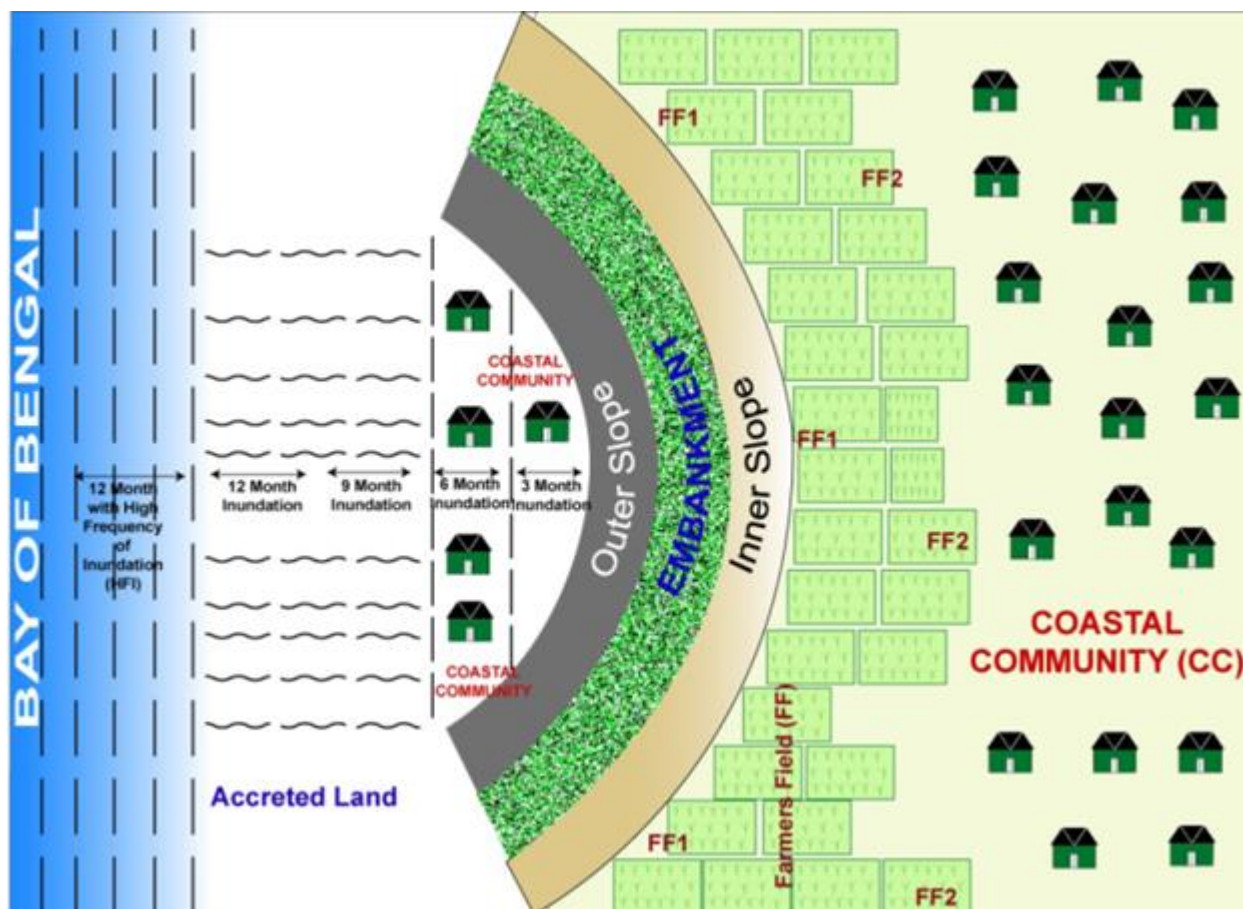 BAY OF BENGAL
12 Month
with High
Frequency
of
Inundation
(HFI)
12 Month
Inundation
9 Month
Inundation
6 Month
Inundation
3 Month
Inundation
COASTAL
COMMUNITY
COASTAL
COMMUNITY
Accreted Land
Outer Slope
EMBANKMENT
Inner Slope
FF1
FF2
FF1
FF2
Farmers Field (FF)
FF1
FF2
COASTAL
COMMUNITY (CC)